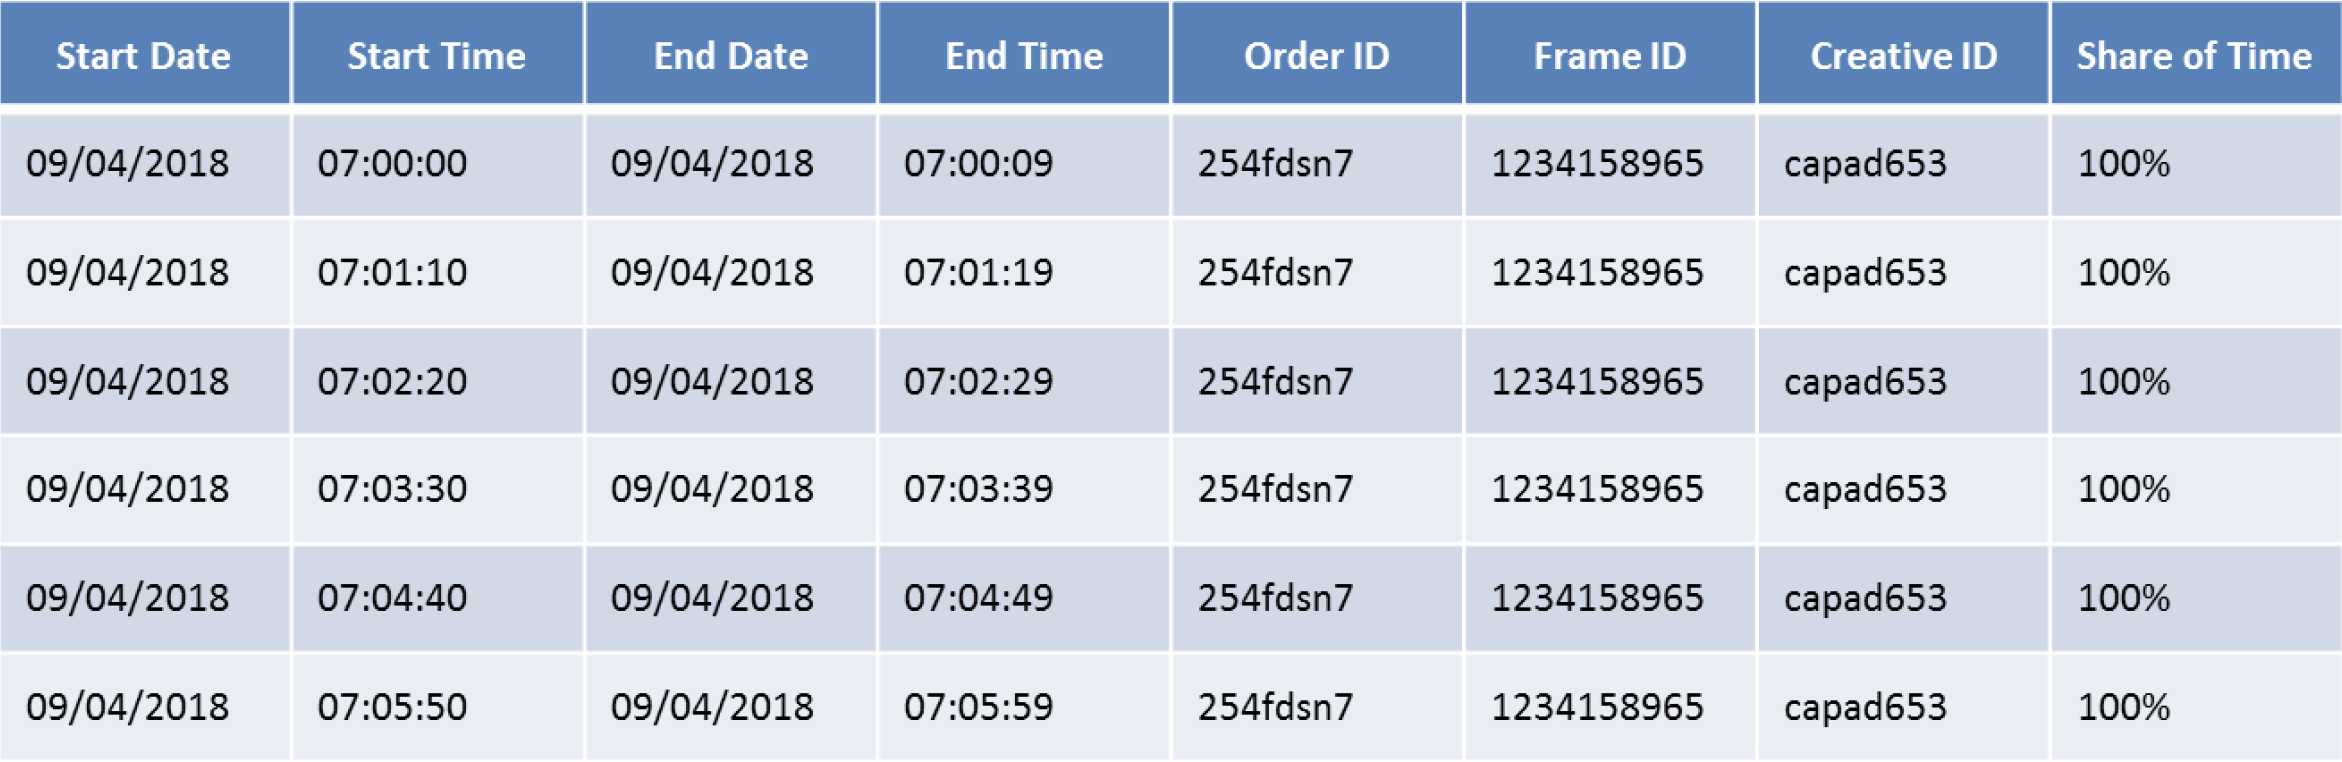 Start Date Start Time End Date End Time Order ID Frame ID Creative ID Share of Time
09/04/2018 07:00:00 09/04/2018 07:00:09 254fdsn7 1234158965 capad653 100%
09/04/2018 07:01:10 09/04/2018 07:01:19 254fdsn7 1234158965 capad653 100%
09/04/2018 07:02:20 09/04/2018 07:02:29 254fdsn7 1234158965 capad653 100%
09/04/2018 07:03:30 09/04/2018 07:03:39 254fdsn7 1234158965 capad653 100%
09/04/2018 07:04:40 09/04/2018 07:04:49 254fdsn7 1234158965 capad653 100%
09/04/2018 07:05:50 09/04/2018 07:05:59 254fdsn7 1234158965 capad653 100%